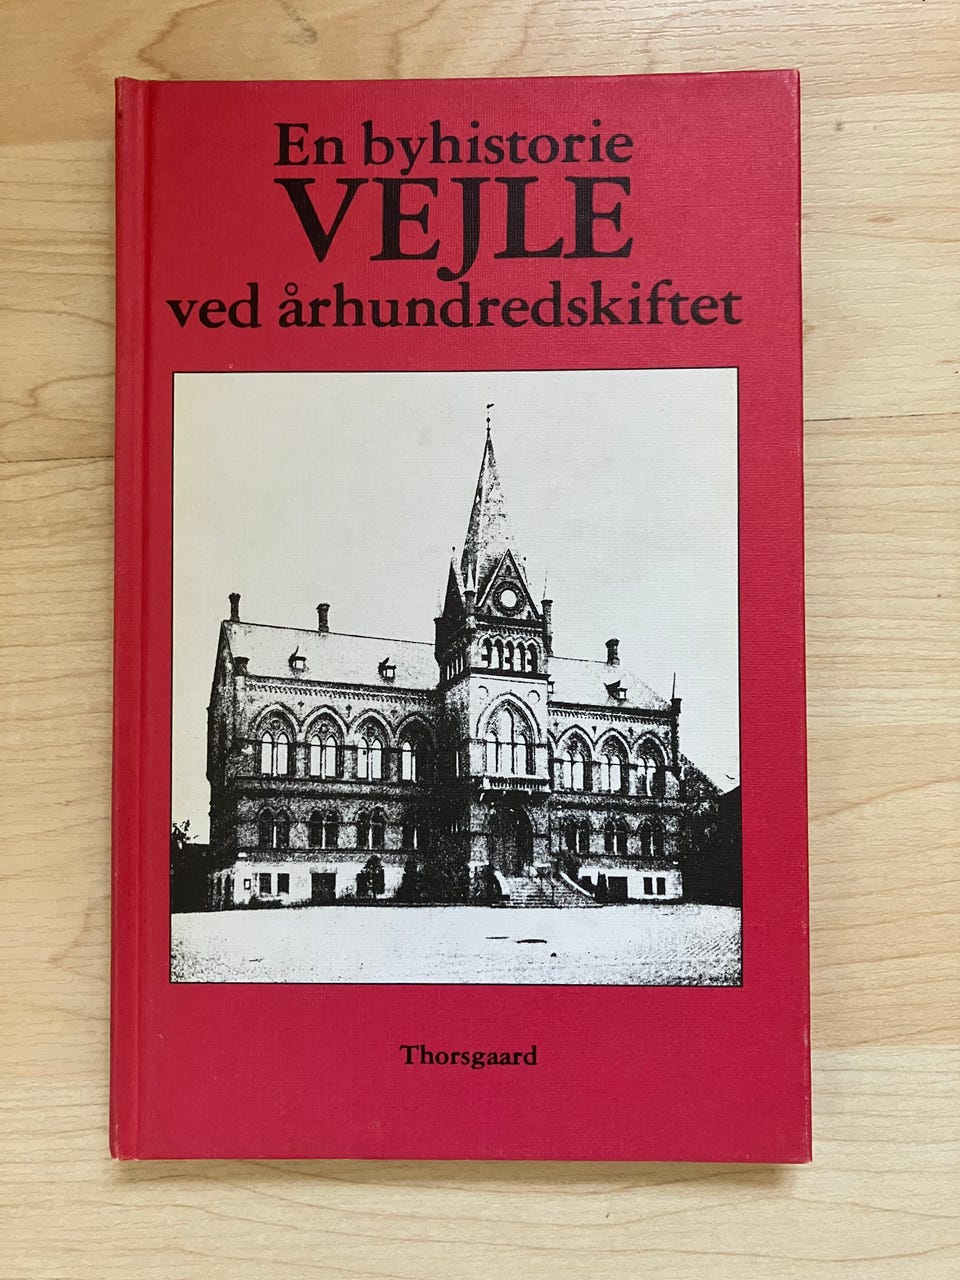 En byhistorie
VEJLE
ved århundredskiftet
Thorsgaard